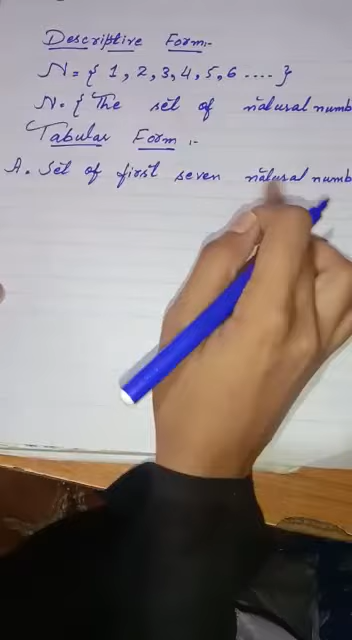 Descriptive Form:-
N = { 1, 2, 3, 4, 5, 6 .... }
N = { The set of natural numb
Tabular Form :-
A. Set of first seven natural numb